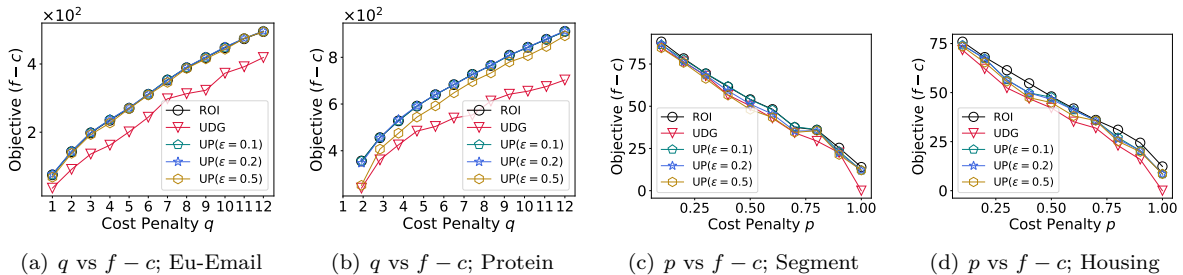 ×10²
Objective (f − c)
4
2
ROI
UDG
UP(ε = 0.1)
UP(ε = 0.2)
UP(ε = 0.5)
1 2 3 4 5 6 7 8 9 10 11 12
Cost Penalty q
(a) q vs f − c; Eu-Email
×10²
Objective (f − c)
8
6
4
ROI
UDG
UP(ε = 0.1)
UP(ε = 0.2)
UP(ε = 0.5)
1 2 3 4 5 6 7 8 9 10 11 12
Cost Penalty q
(b) q vs f − c; Protein
Objective (f − c)
75
50
25
0
ROI
UDG
UP(ε = 0.1)
UP(ε = 0.2)
UP(ε = 0.5)
0.25 0.50 0.75 1.00
Cost Penalty p
(c) p vs f − c; Segment
Objective (f − c)
75
50
25
0
ROI
UDG
UP(ε = 0.1)
UP(ε = 0.2)
UP(ε = 0.5)
0.25 0.50 0.75 1.00
Cost Penalty p
(d) p vs f − c; Housing